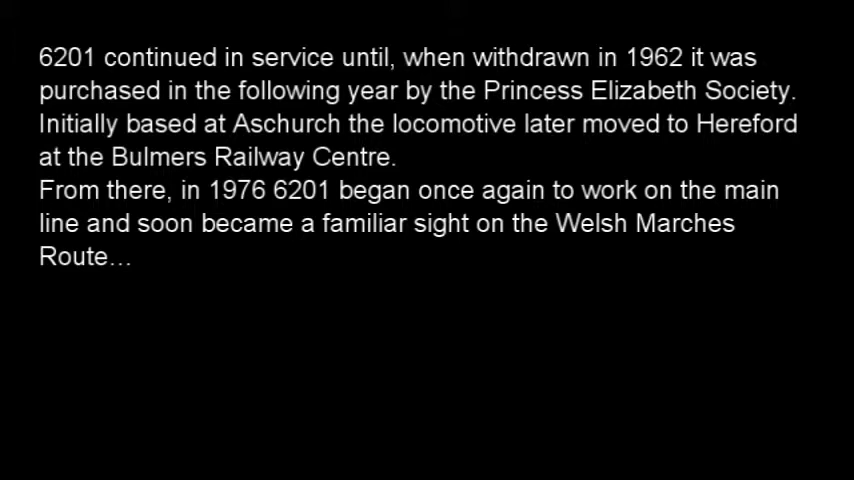 6201 continued in service until, when withdrawn in 1962 it was
purchased in the following year by the Princess Elizabeth Society.
Initially based at Aschurch the locomotive later moved to Hereford
at the Bulmers Railway Centre.
From there, in 1976 6201 began once again to work on the main
line and soon became a familiar sight on the Welsh Marches
Route...